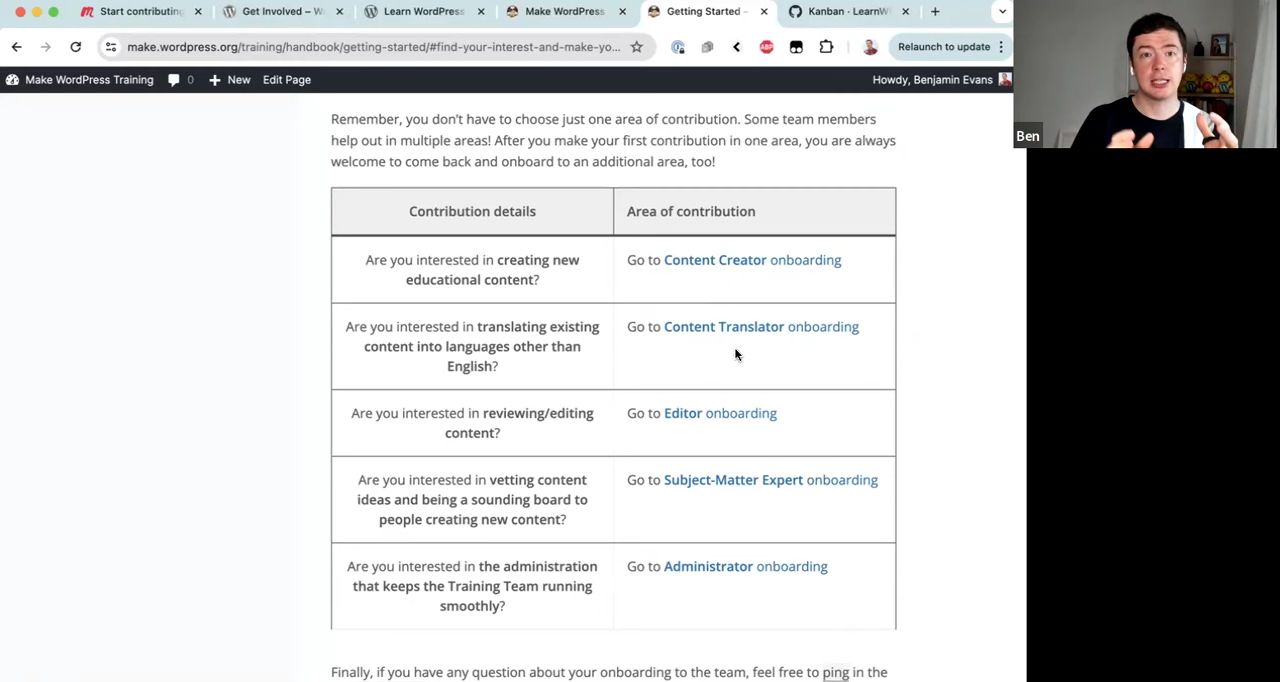 Start contributing
Get Involved – W
Learn WordPress
Make WordPress
Getting Started –
Kanban · LearnW
make.wordpress.org/training/handbook/getting-started/#find-your-interest-and-make-yo...
ABP
Relaunch to update
Make WordPress Training
0
New
Edit Page
Howdy, Benjamin Evans
Ben
Remember, you don't have to choose just one area of contribution. Some team members
help out in multiple areas! After you make your first contribution in one area, you are always
welcome to come back and onboard to an additional area, too!
Contribution details
Area of contribution
Are you interested in creating new
educational content?
Go to Content Creator onboarding
Are you interested in translating existing
content into languages other than
English?
Go to Content Translator onboarding
Are you interested in reviewing/editing
content?
Go to Editor onboarding
Are you interested in vetting content
ideas and being a sounding board to
people creating new content?
Go to Subject-Matter Expert onboarding
Are you interested in the administration
that keeps the Training Team running
smoothly?
Go to Administrator onboarding
Finally, if you have any question about your onboarding to the team, feel free to ping in the